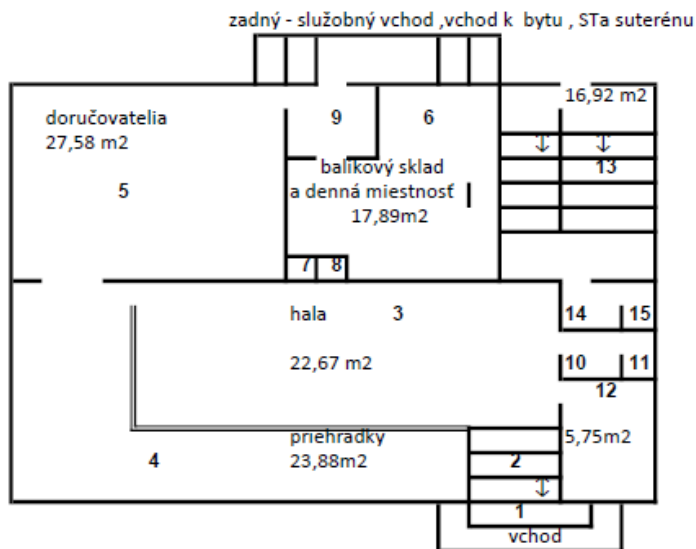 zadný - služobný vchod ,vchod k bytu , STa suterénu
16,92 m2
doručovatelia
27,58 m2
9
6
balikový sklad
13
5
a denná miestnosť
17,89m2
7
8
hala
3
14
15
22,67 m2
10
11
12
priehradky
5,75m2
4
23,88m2
2
1
vchod